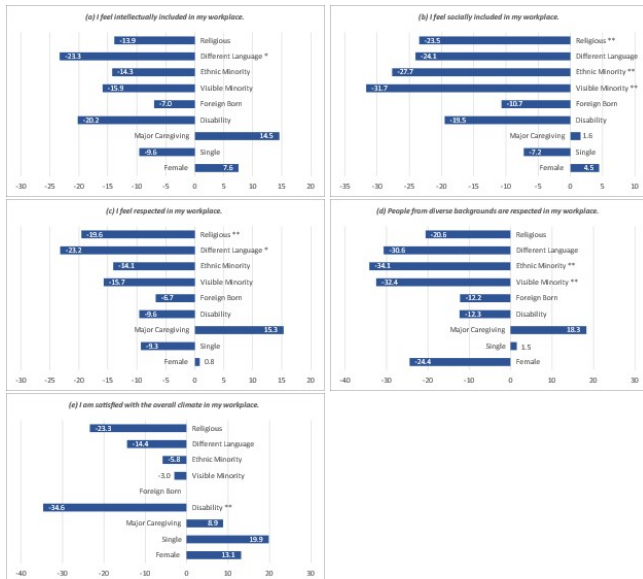 (a) I feel intellectually included in my workplace.
-13.9 Religious
-23.3 Different Language *
-14.3 Ethnic Minority
-15.9 Visible Minority
-7.0 Foreign Born
-20.2 Disability
Major Caregiving 14.5
-9.6 Single
Female 7.6
-30 -25 -20 -15 -10 -5 0 5 10 15 20
(b) I feel socially included in my workplace.
-23.5 Religious **
-24.1 Different Language
-27.7 Ethnic Minority **
-31.7 Visible Minority **
-10.7 Foreign Born
-19.5 Disability
Major Caregiving 1.6
-7.2 Single
Female 4.5
-35 -30 -25 -20 -15 -10 -5 0 5 10
(c) I feel respected in my workplace.
-19.6 Religious **
-23.2 Different Language *
-14.1 Ethnic Minority
-15.7 Visible Minority
-6.7 Foreign Born
-9.6 Disability
Major Caregiving 15.3
-9.3 Single
Female 0.8
-30 -25 -20 -15 -10 -5 0 5 10 15 20
(d) People from diverse backgrounds are respected in my workplace.
-20.6 Religious
-30.6 Different Language
-34.1 Ethnic Minority **
-32.4 Visible Minority **
-12.2 Foreign Born
-12.3 Disability
Major Caregiving 18.3
Single 1.5
-24.4 Female
-40 -30 -20 -10 0 10 20 30
(e) I am satisfied with the overall climate in my workplace.
-23.3 Religious
-14.4 Different Language
-5.8 Ethnic Minority
-3.0 Visible Minority
Foreign Born
-34.6 Disability **
Major Caregiving 8.9
Single 19.9
Female 13.1
-40 -30 -20 -10 0 10 20 30